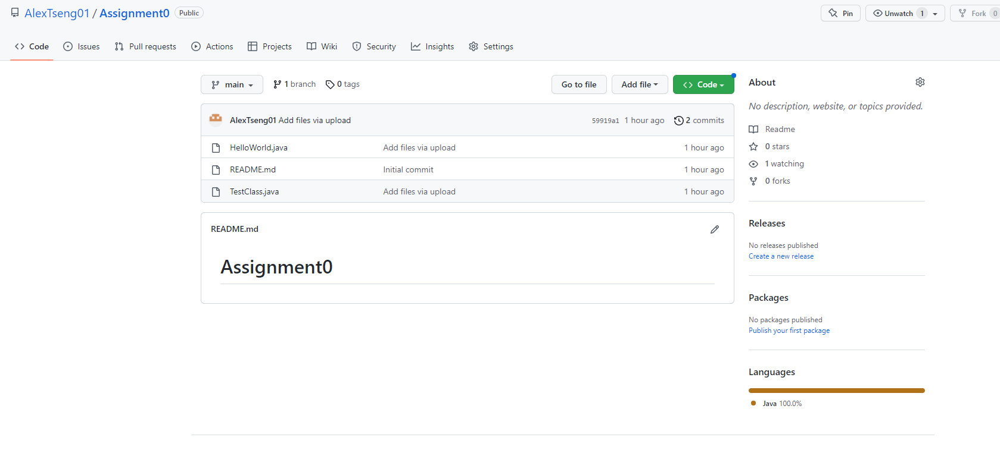 AlexTseng01 / Assignment0 Public
Pin
Unwatch 1
Fork 0
Code Issues Pull requests Actions Projects Wiki Security Insights Settings
main 1 branch 0 tags
Go to file Add file Code
AlexTseng01 Add files via upload 59919a1 1 hour ago 2 commits
HelloWorld.java Add files via upload 1 hour ago
README.md Initial commit 1 hour ago
TestClass.java Add files via upload 1 hour ago
README.md
Assignment0
About
No description, website, or topics provided.
Readme
0 stars
1 watching
0 forks
Releases
No releases published
Create a new release
Packages
No packages published
Publish your first package
Languages
Java 100.0%